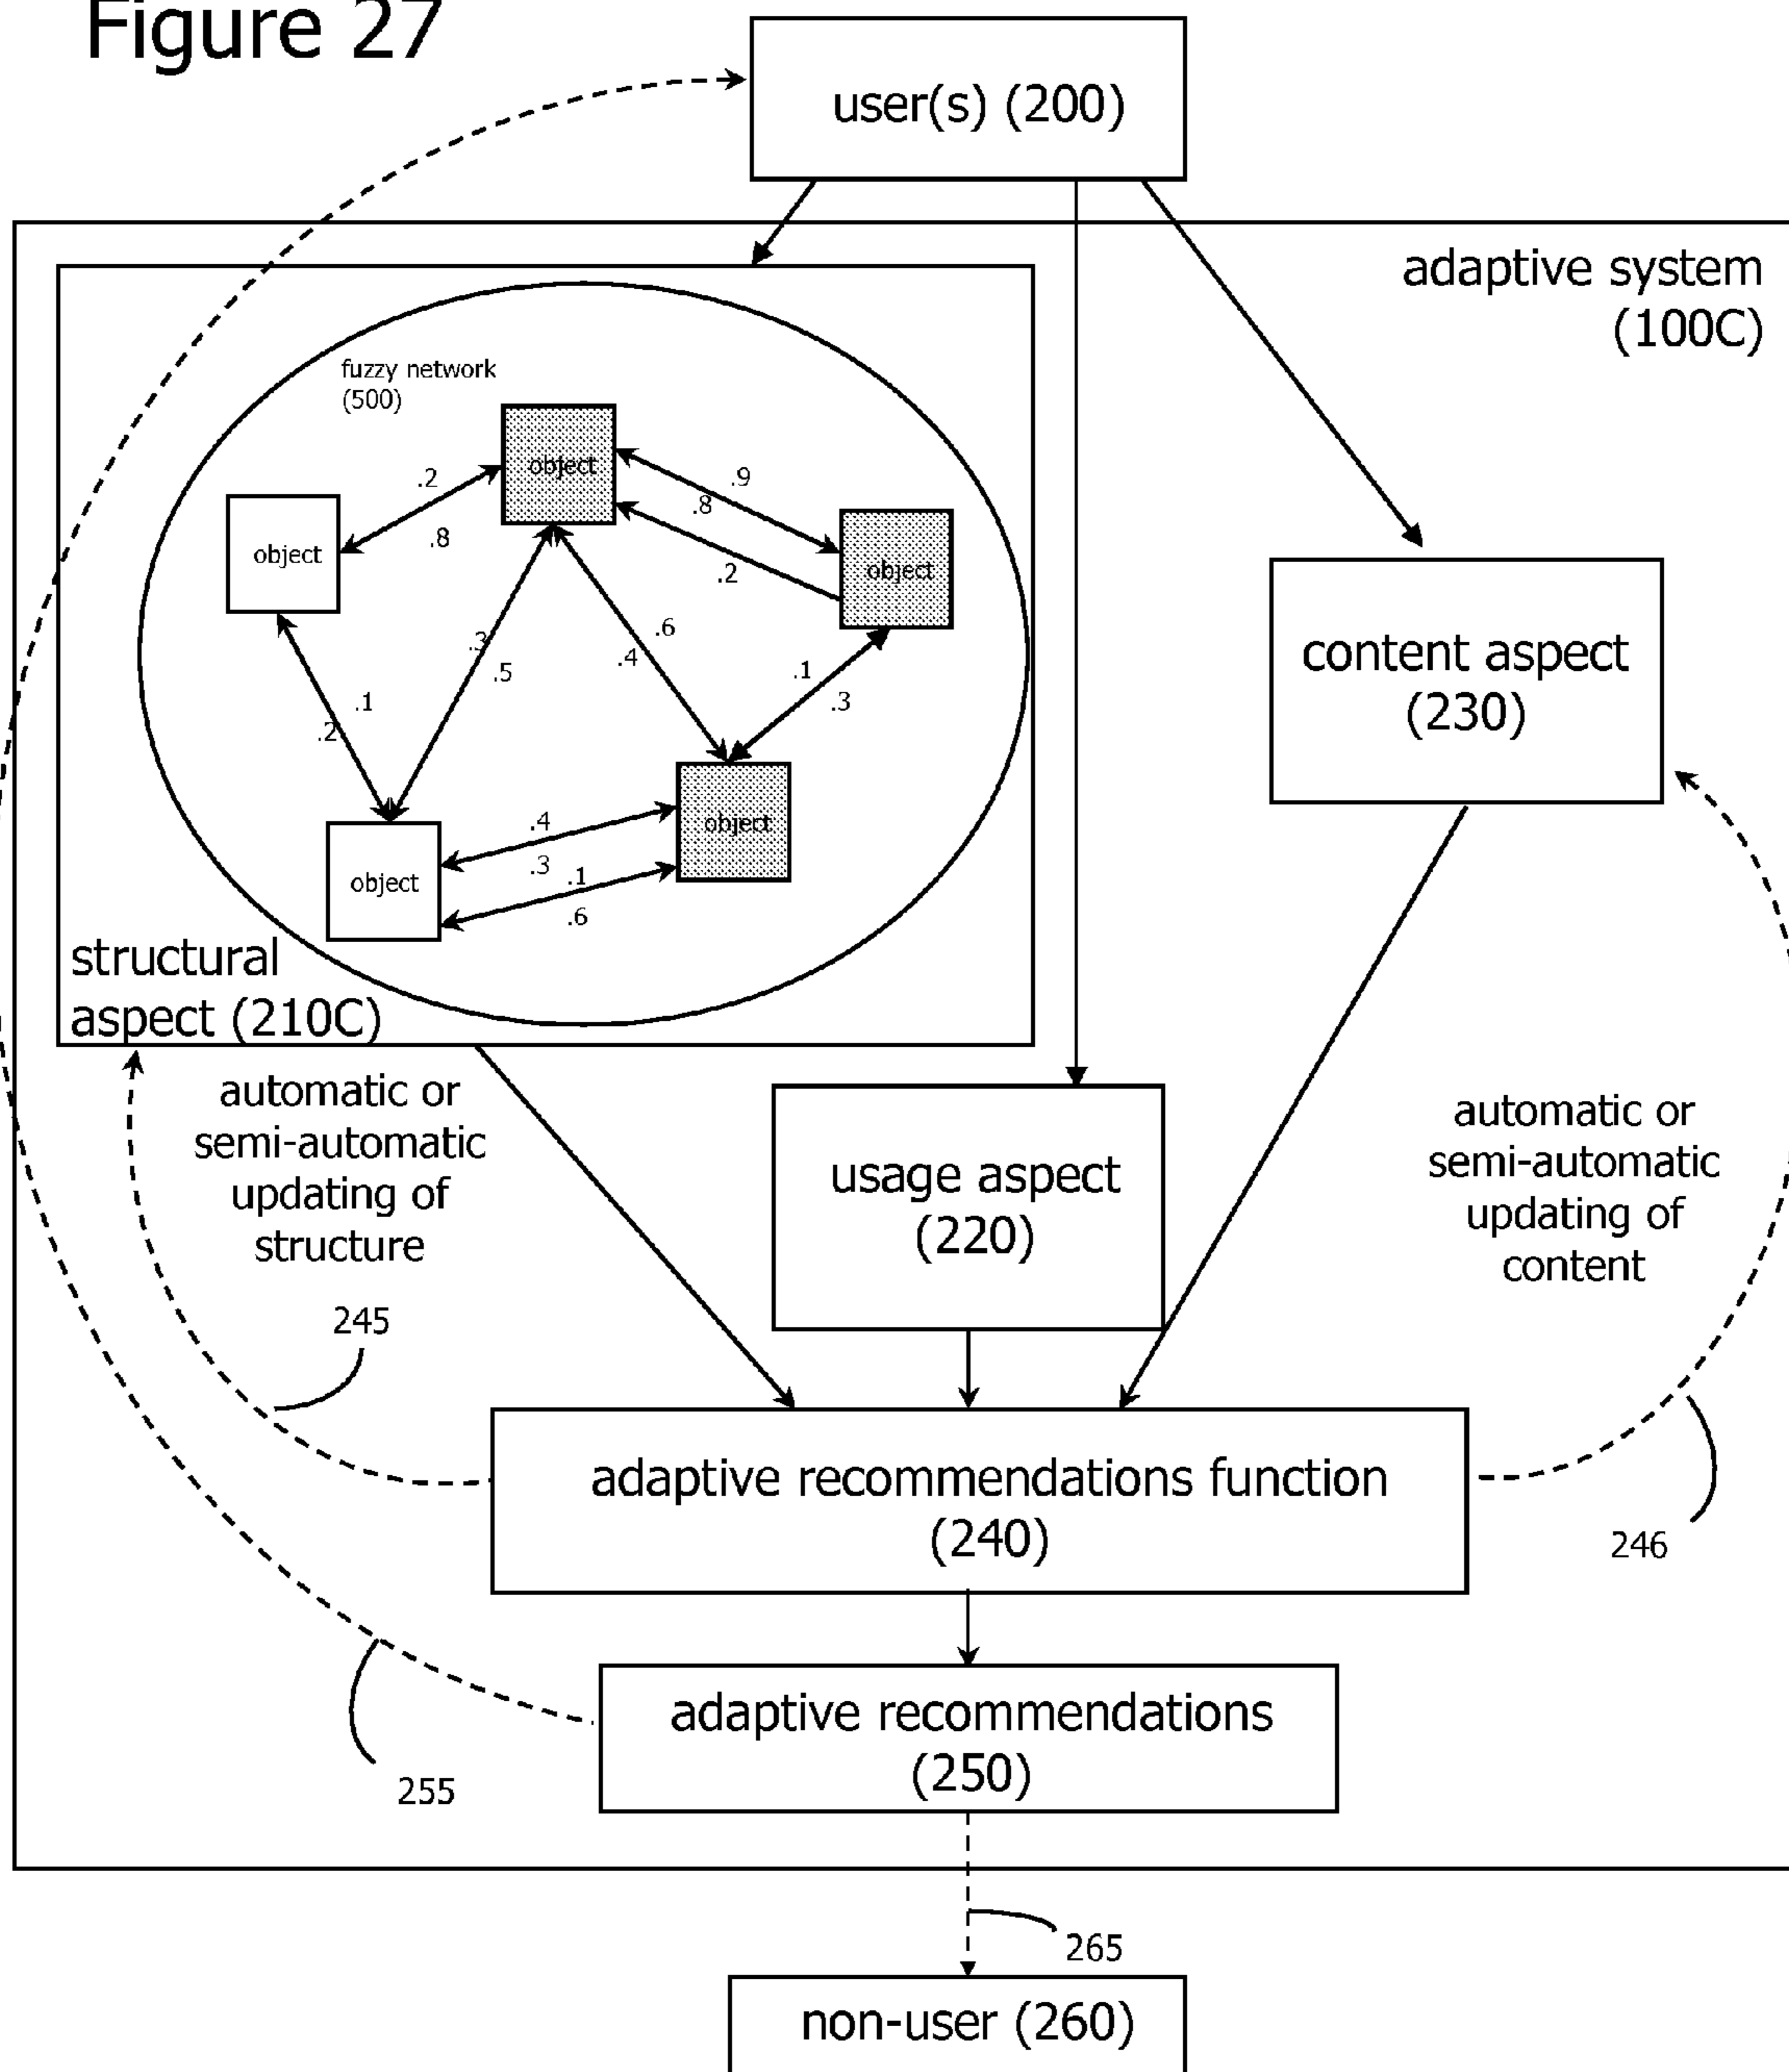 Figure 27
user(s) (200)
adaptive system
(100C)
fuzzy network
(500)
object
.2
.8
object
.9
.8
.2
object
.3
.5
.6
.4
.1
.3
.1
.2
object
.4
.3
.1
.6
object
structural
aspect (210C)
content aspect
(230)
automatic or
semi-automatic
updating of
structure
245
usage aspect
(220)
automatic or
semi-automatic
updating of
content
246
adaptive recommendations function
(240)
adaptive recommendations
(250)
255
265
non-user (260)